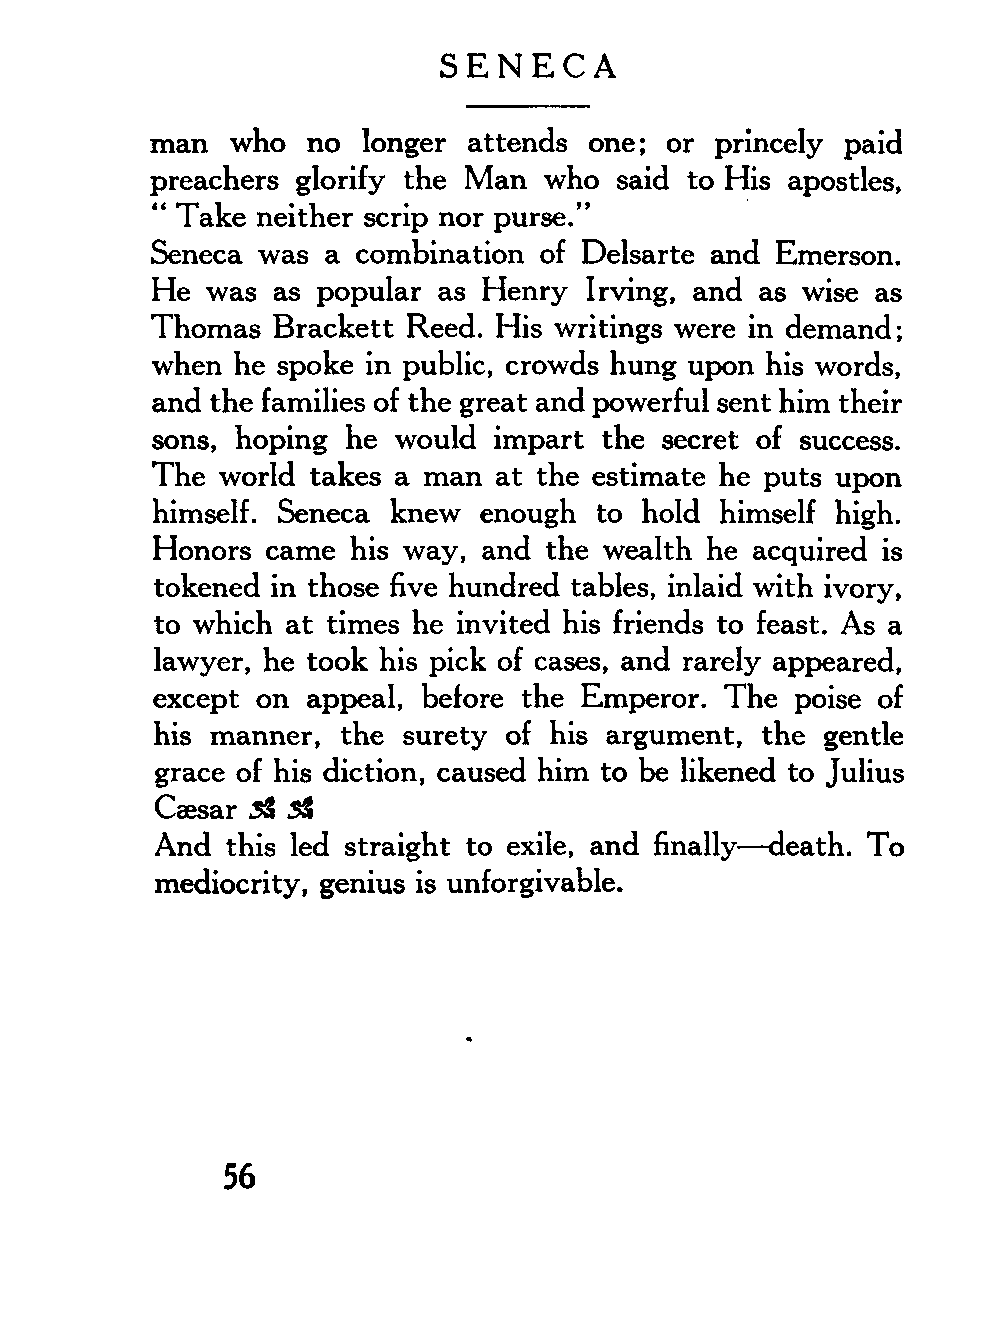 SENECA
man who no longer attends one; or princely paid
preachers glorify the Man who said to His apostles,
“ Take neither scrip nor purse.”
Seneca was a combination of Delsarte and Emerson.
He was as popular as Henry Irving, and as wise as
Thomas Brackett Reed. His writings were in demand;
when he spoke in public, crowds hung upon his words,
and the families of the great and powerful sent him their
sons, hoping he would impart the secret of success.
The world takes a man at the estimate he puts upon
himself. Seneca knew enough to hold himself high.
Honors came his way, and the wealth he acquired is
tokened in those five hundred tables, inlaid with ivory,
to which at times he invited his friends to feast. As a
lawyer, he took his pick of cases, and rarely appeared,
except on appeal, before the Emperor. The poise of
his manner, the surety of his argument, the gentle
grace of his diction, caused him to be likened to Julius
Cæsar
And this led straight to exile, and finally—death. To
mediocrity, genius is unforgivable.
56